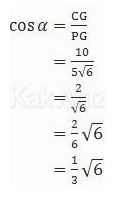 cos α = CG/PG
= 10/5√6
= 2/√6
= 2/6 √6
= 1/3 √6